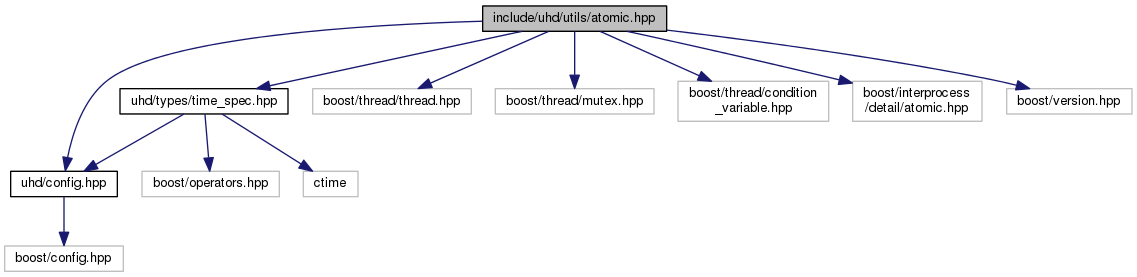 include/uhd/utils/atomic.hpp
uhd/types/time_spec.hpp
boost/thread/thread.hpp
boost/thread/mutex.hpp
boost/thread/condition
_variable.hpp
boost/interprocess
/detail/atomic.hpp
boost/version.hpp
uhd/config.hpp
boost/operators.hpp
ctime
boost/config.hpp